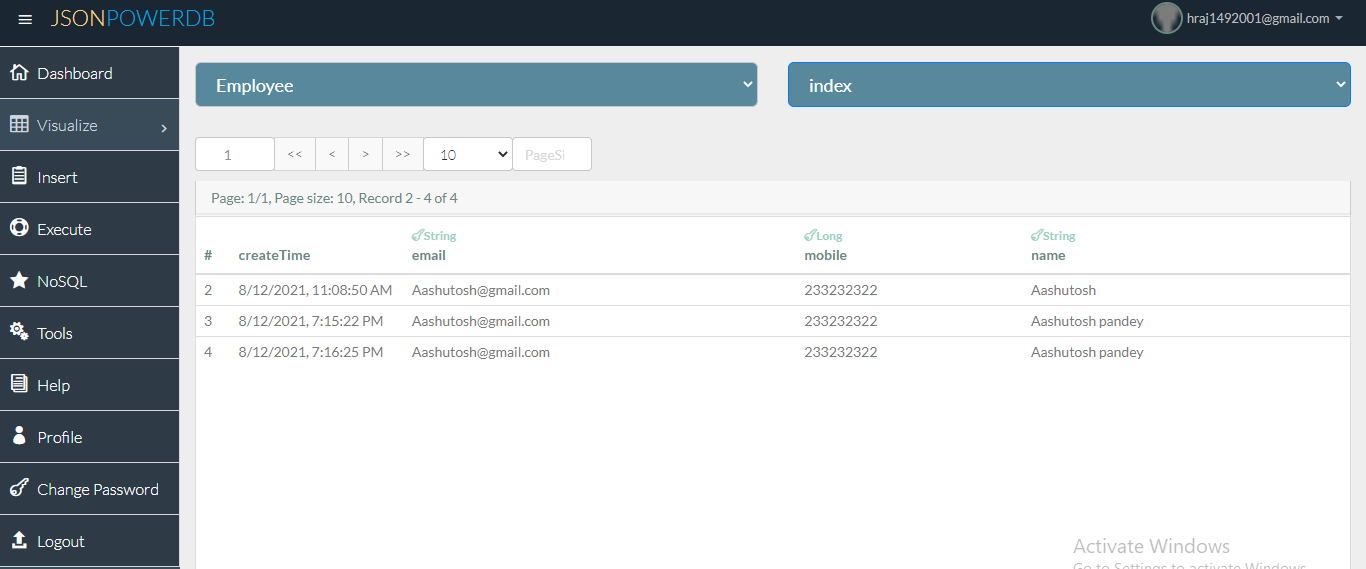 JSONPOWERDB
hraj1492001@gmail.com
Dashboard
Visualize
Insert
Execute
NoSQL
Tools
Help
Profile
Change Password
Logout
Employee
index
1 << < > >> 10 PageSi
Page: 1/1, Page size: 10, Record 2 - 4 of 4
String Long String
# createTime email mobile name
2 8/12/2021, 11:08:50 AM Aashutosh@gmail.com 233232322 Aashutosh
3 8/12/2021, 7:15:22 PM Aashutosh@gmail.com 233232322 Aashutosh pandey
4 8/12/2021, 7:16:25 PM Aashutosh@gmail.com 233232322 Aashutosh pandey
Activate Windows
Go to Settings to activate Windows.